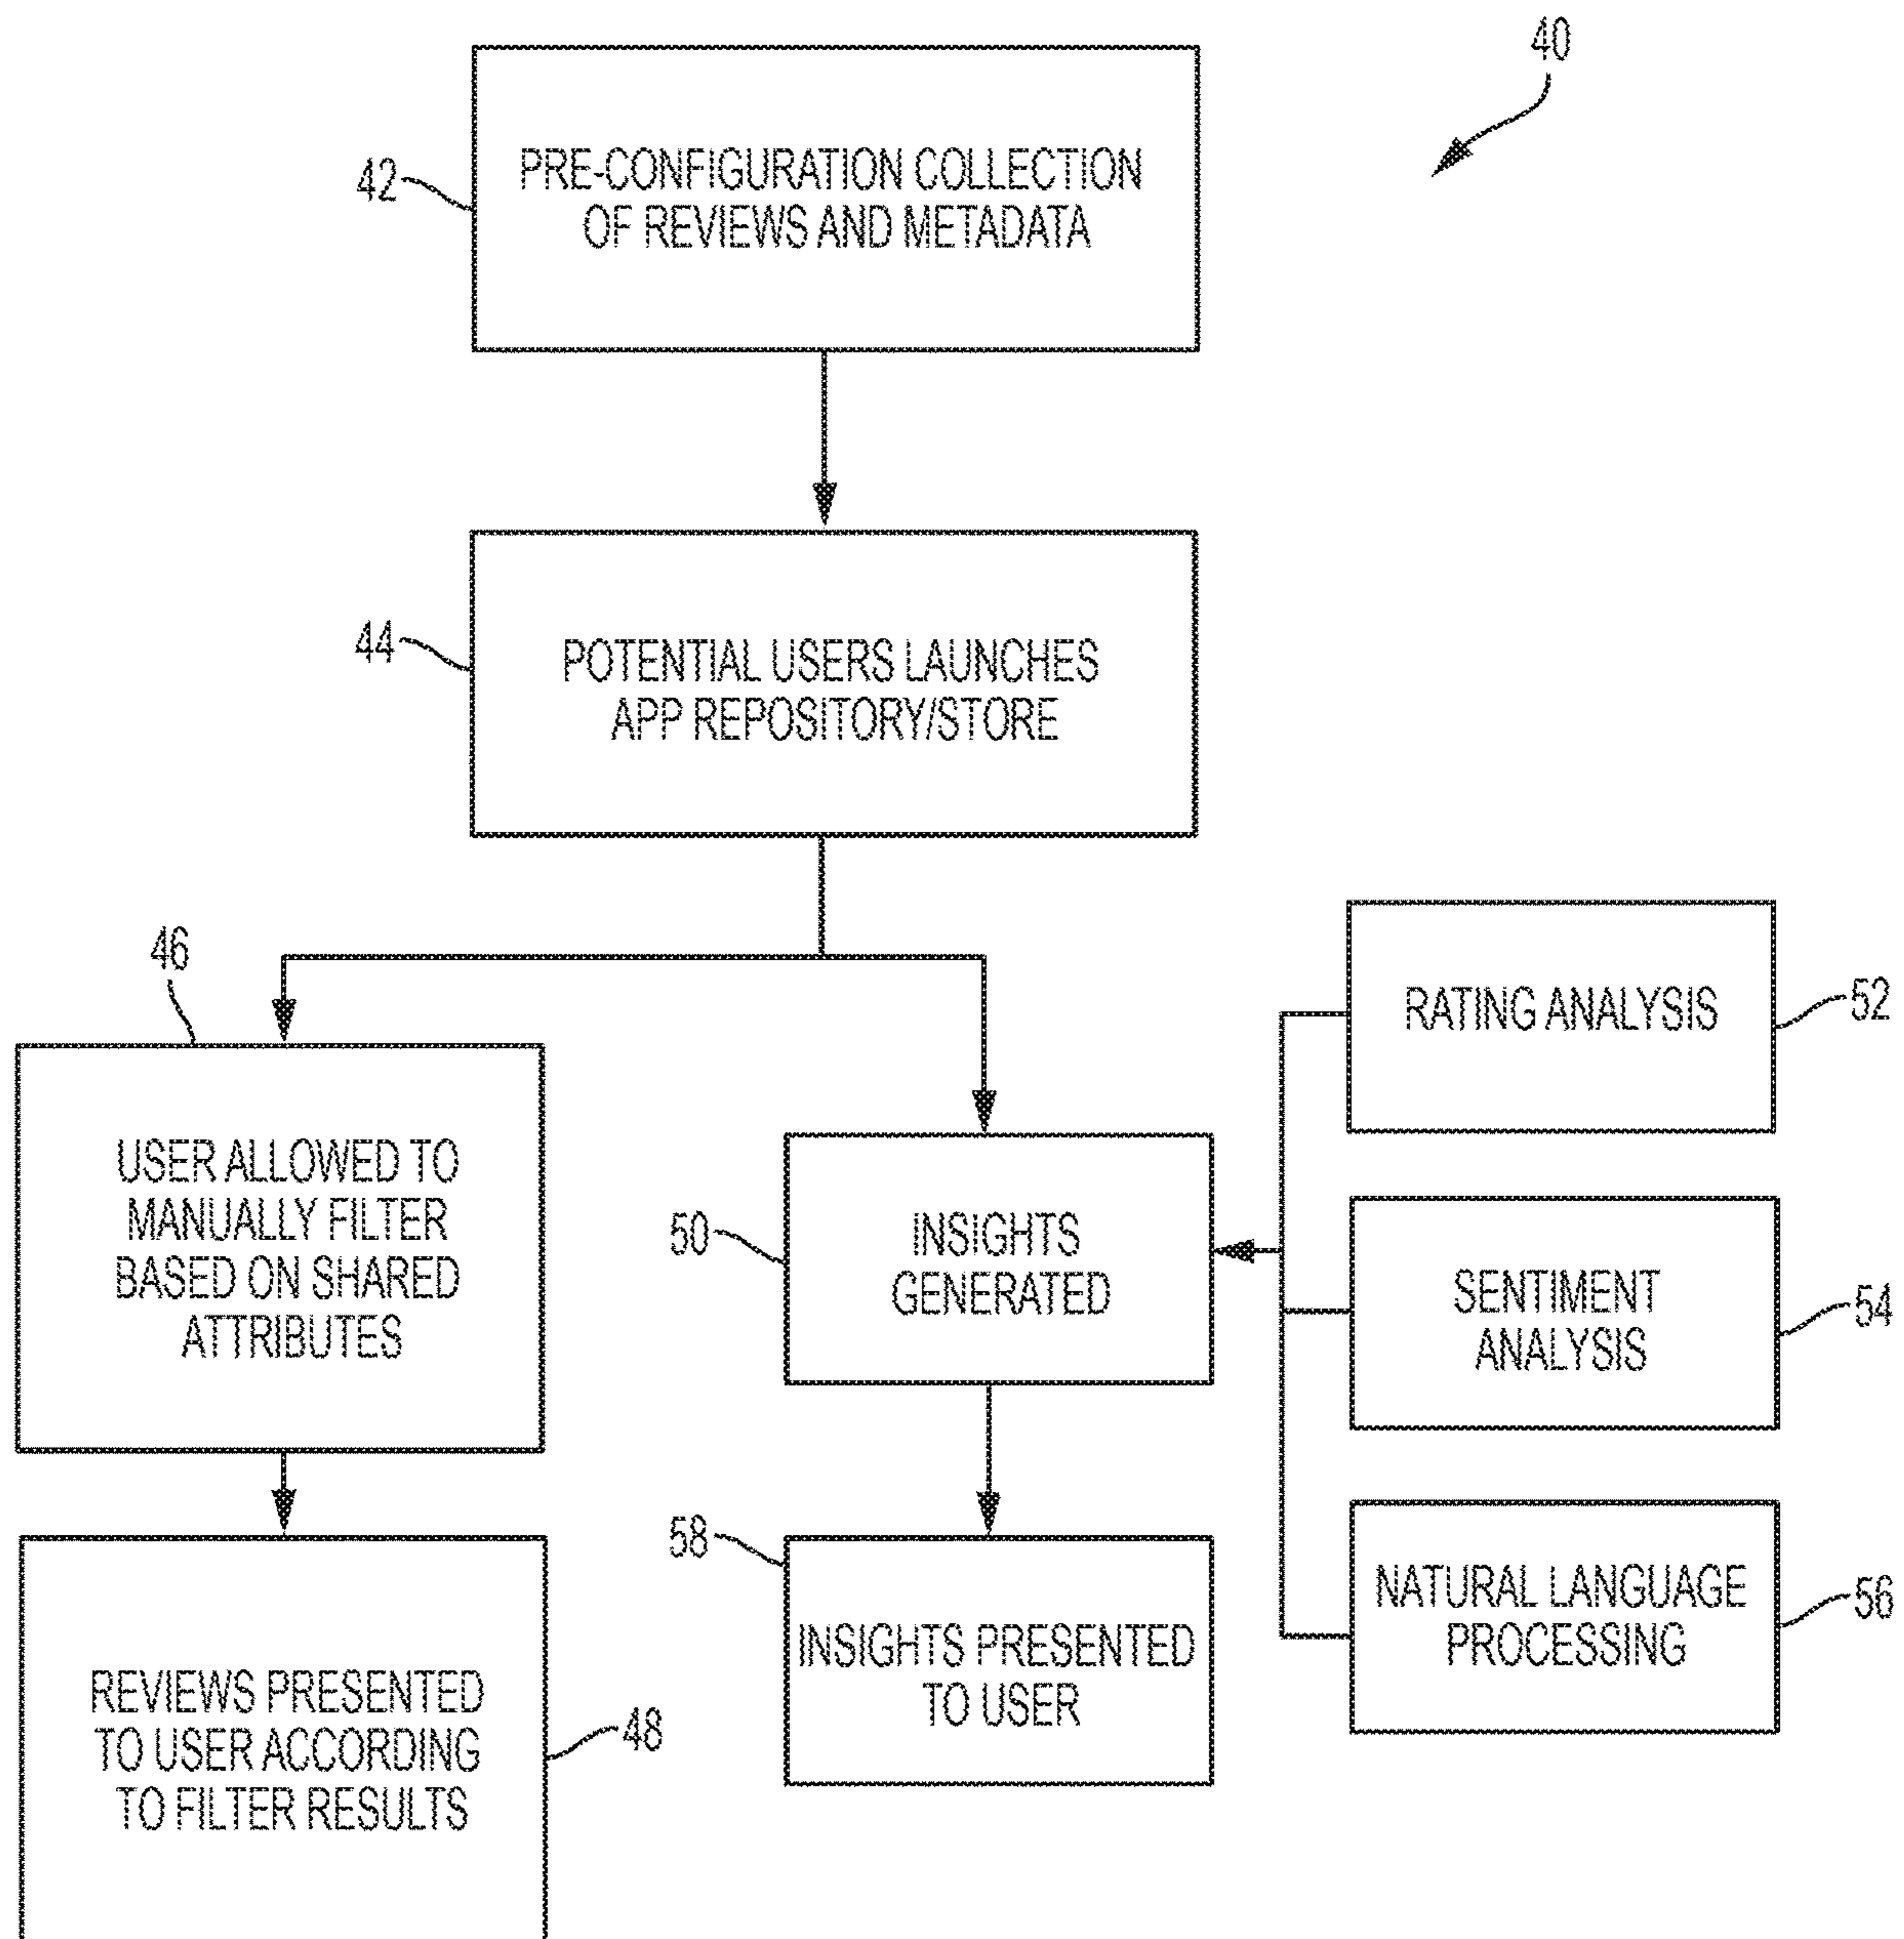 40
42
PRE-CONFIGURATION COLLECTION
OF REVIEWS AND METADATA
44
POTENTIAL USERS LAUNCHES
APP REPOSITORY/STORE
46
USER ALLOWED TO
MANUALLY FILTER
BASED ON SHARED
ATTRIBUTES
50
INSIGHTS
GENERATED
RATING ANALYSIS
52
SENTIMENT
ANALYSIS
54
NATURAL LANGUAGE
PROCESSING
56
REVIEWS PRESENTED
TO USER ACCORDING
TO FILTER RESULTS
48
58
INSIGHTS PRESENTED
TO USER